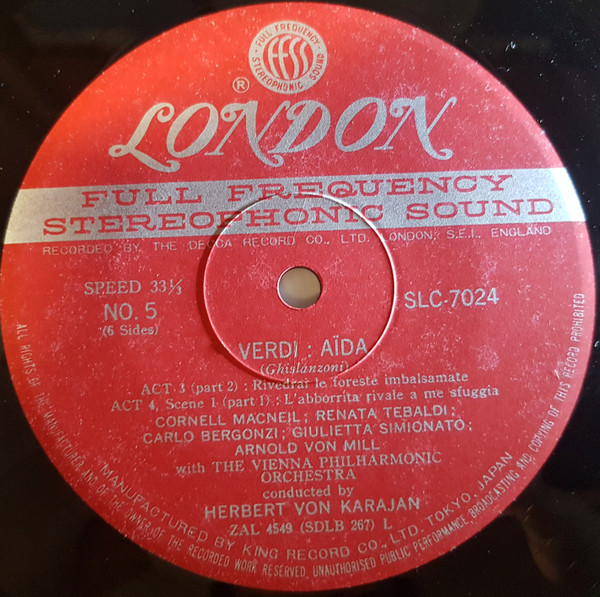 FULL FREQUENCY
ffss
STEREOPHONIC SOUND
®
LONDON
FULL FREQUENCY
STEREOPHONIC SOUND
RECORDED BY THE DECCA RECORD CO., LTD. LONDON, S.E.I., ENGLAND
SPEED 33⅓
NO. 5
(6 Sides)
SLC-7024
VERDI : AÏDA
(Ghislanzoni)
ACT 3 (part 2) : Rivedrai le foreste imbalsamate
ACT 4, Scene 1 (part 1) : L'abborrita rivale a me sfuggia
CORNELL MACNEIL; RENATA TEBALDI;
CARLO BERGONZI; GIULIETTA SIMIONATO;
ARNOLD VON MILL
with THE VIENNA PHILHARMONIC
ORCHESTRA
conducted by
HERBERT VON KARAJAN
ZAL 4549 (SDLB 267) L
MANUFACTURED BY KING RECORD CO., LTD. TOKYO, JAPAN
ALL RIGHTS OF THE MANUFACTURER AND OF THE OWNER OF THE RECORDED WORK RESERVED. UNAUTHORISED PUBLIC PERFORMANCE, BROADCASTING AND COPYING OF THIS RECORD PROHIBITED